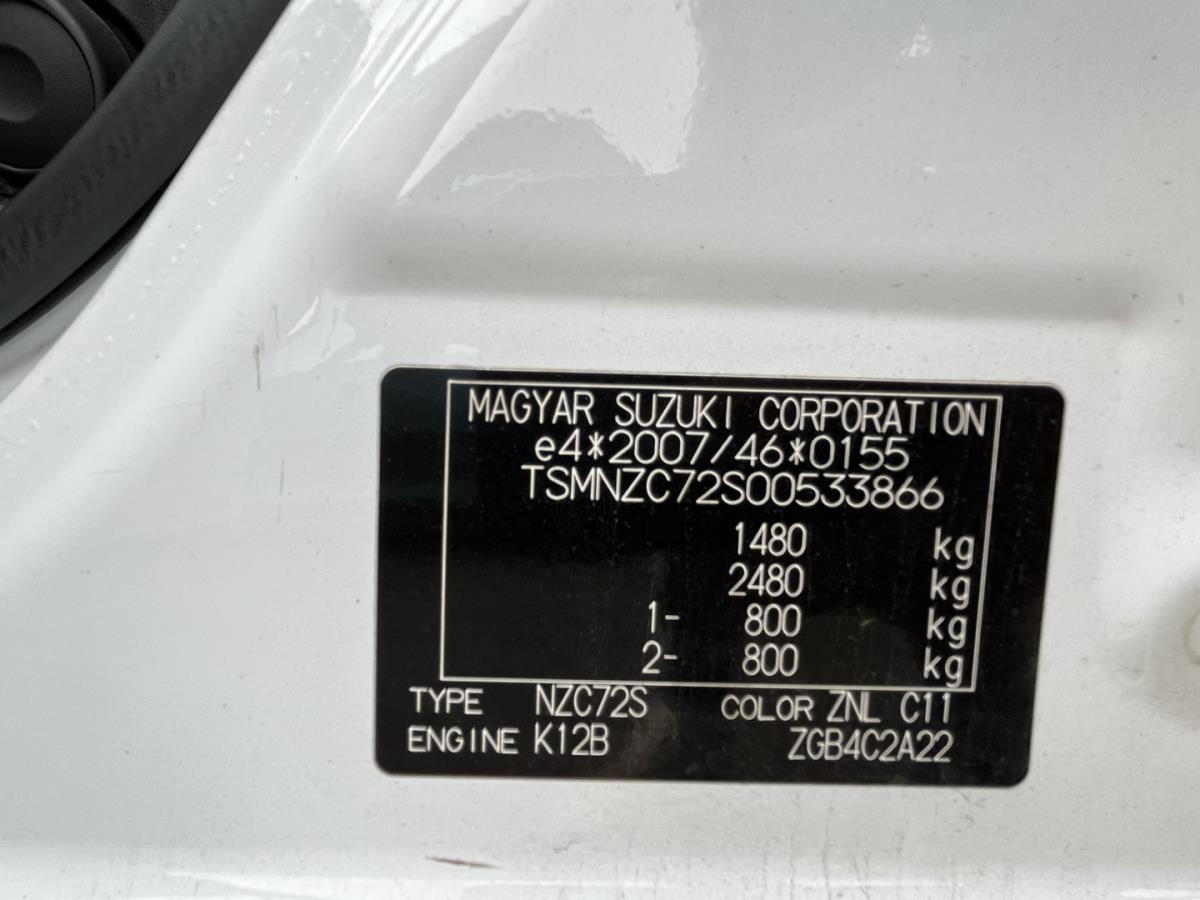 MAGYAR SUZUKI CORPORATION
e4*2007/46*0155
TSMNZC72S00533866
1480 kg
2480 kg
1- 800 kg
2- 800 kg
TYPE NZC72S COLOR ZNL C11
ENGINE K12B ZGB4C2A22